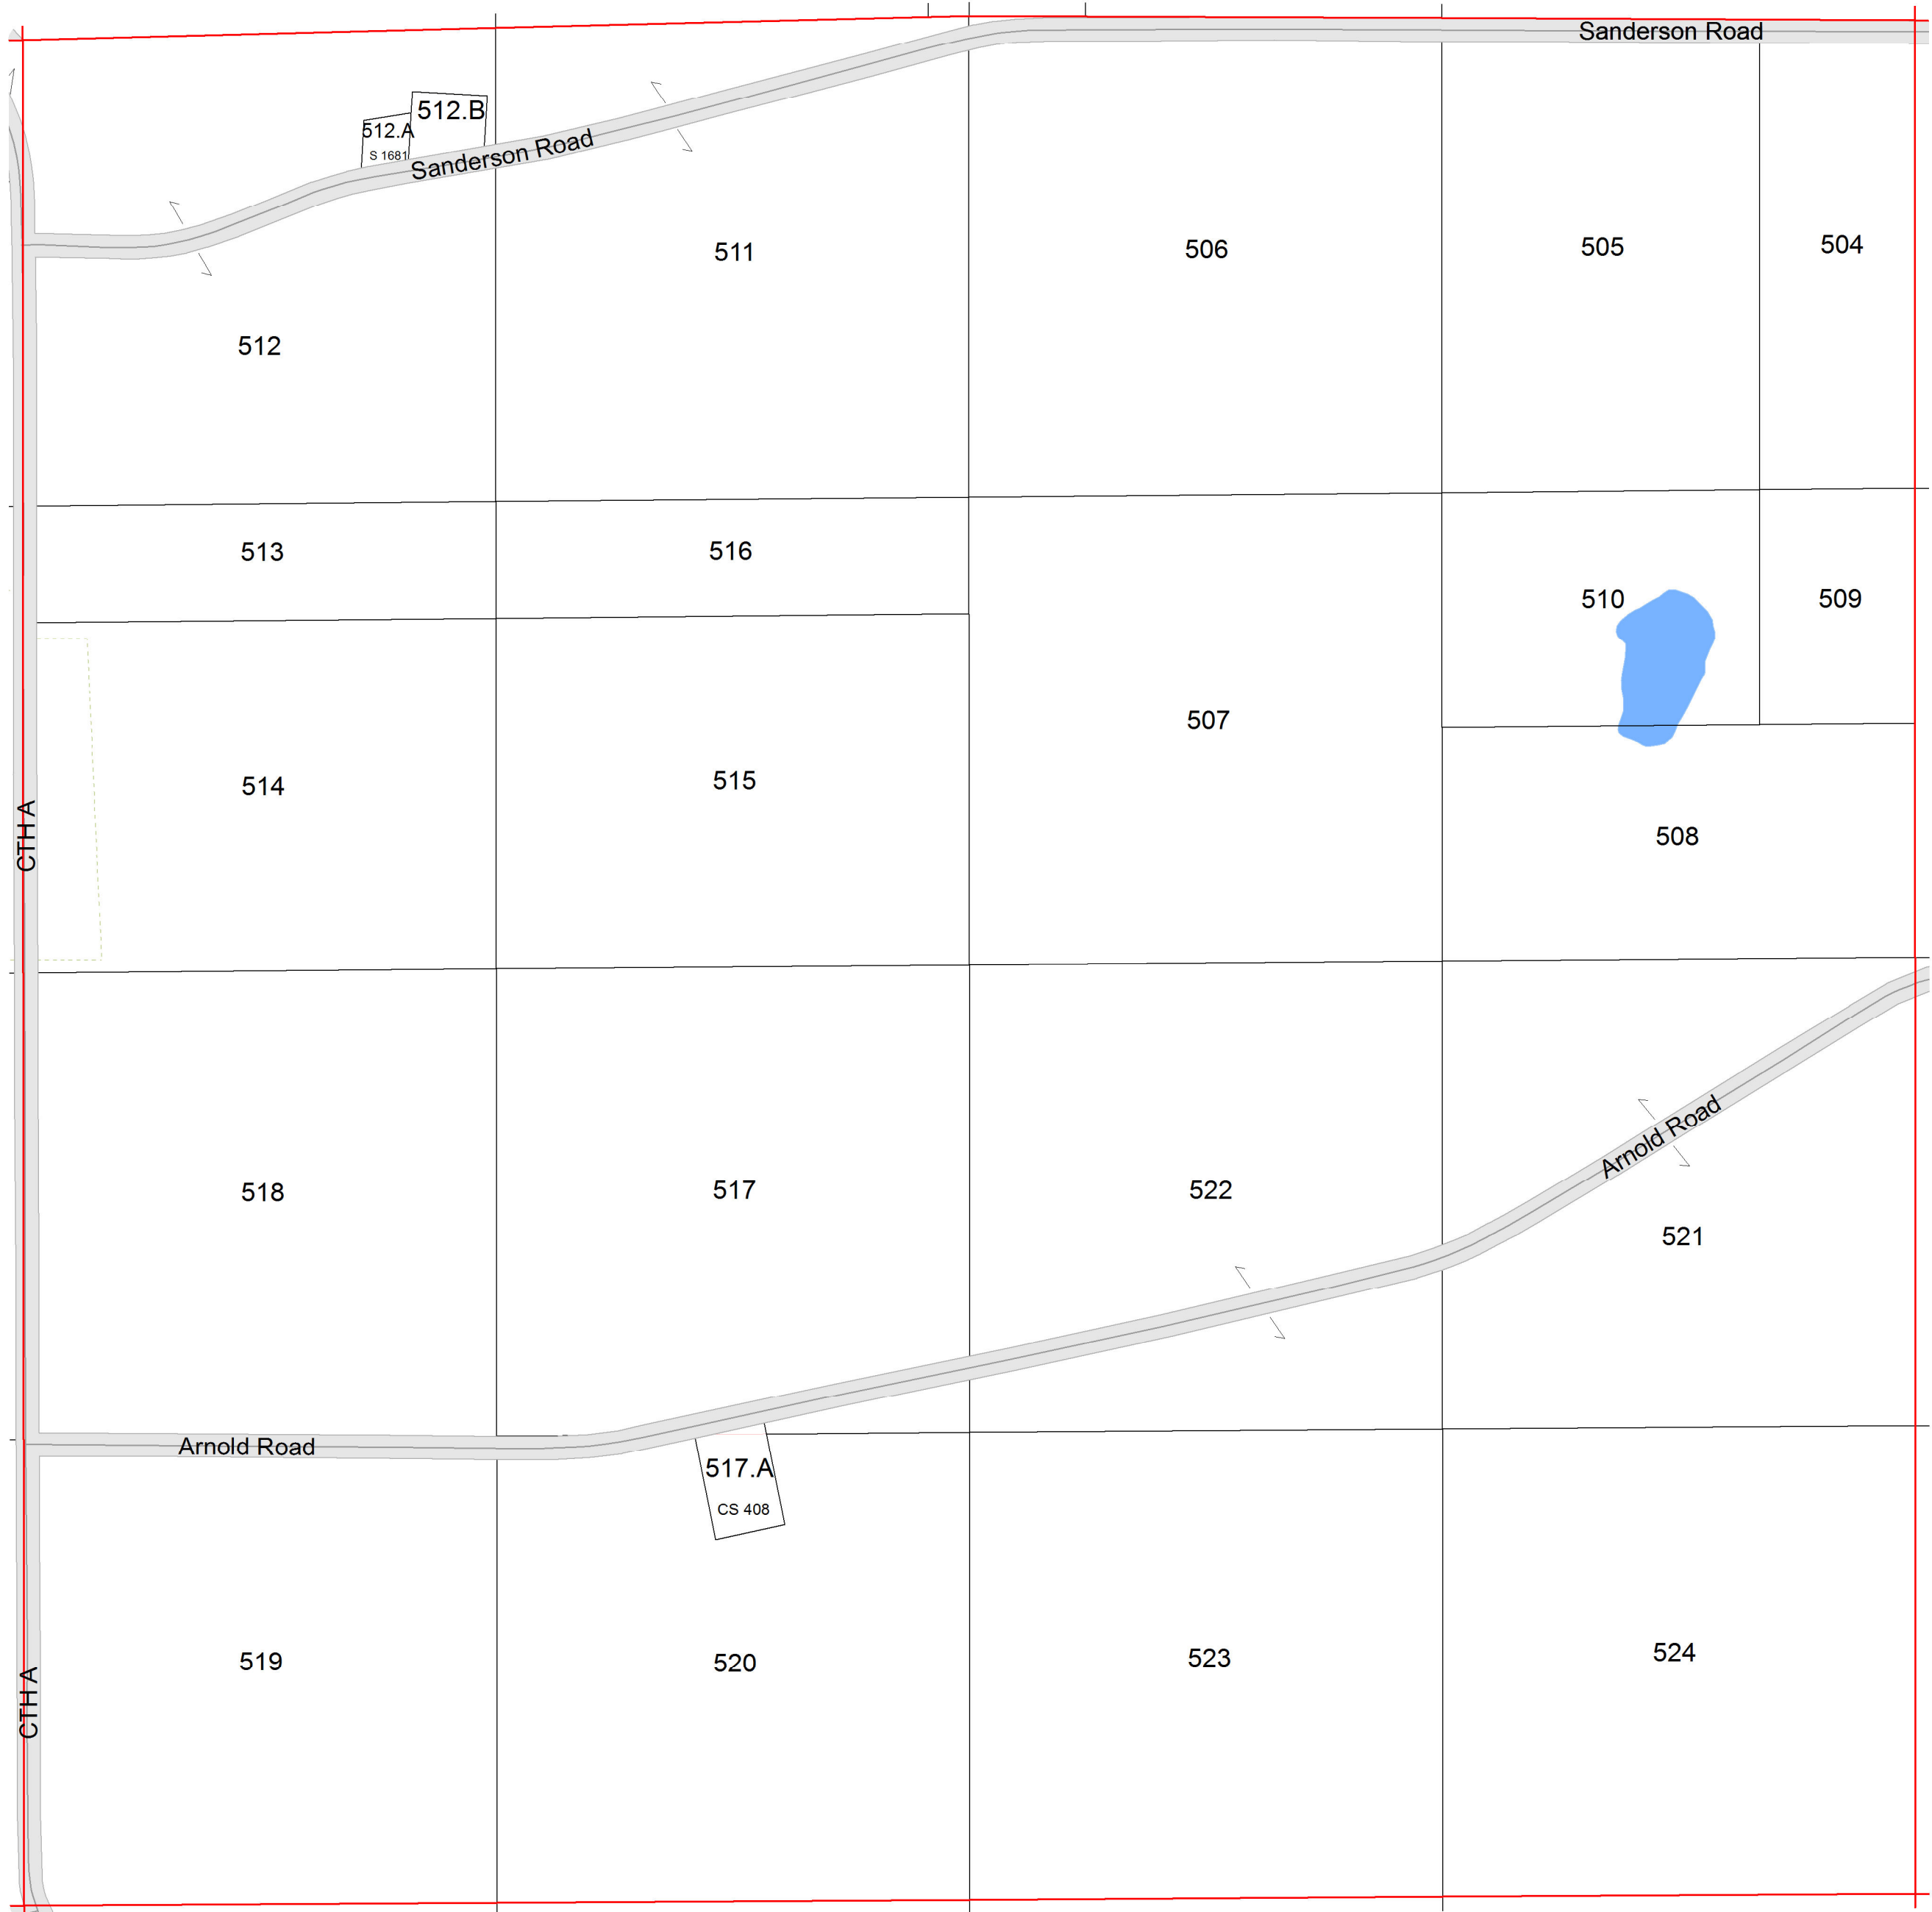 Sanderson Road
512.B
512.A
S 1681
Sanderson Road
511
506
505
504
512
513
516
510
509
507
514
515
508
CTH A
Arnold Road
518
517
522
521
Arnold Road
517.A
CS 408
519
520
523
524
CTH A